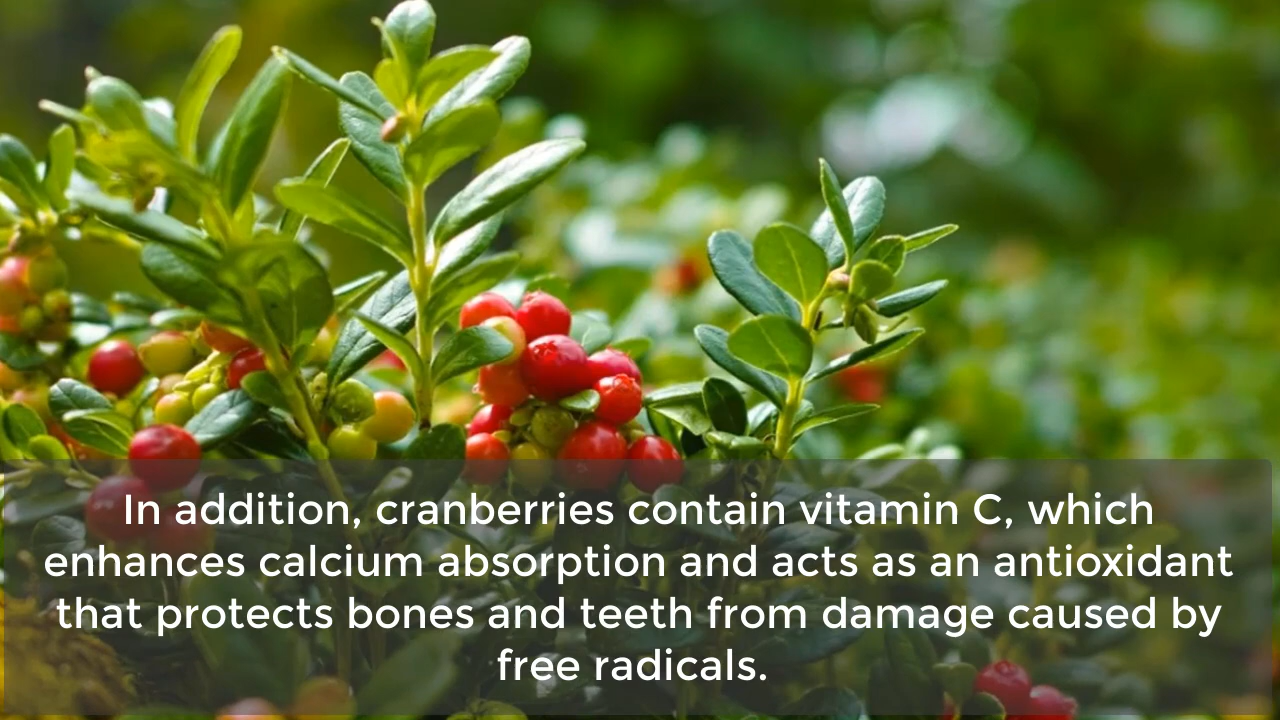 In addition, cranberries contain vitamin C, which
enhances calcium absorption and acts as an antioxidant
that protects bones and teeth from damage caused by
free radicals.